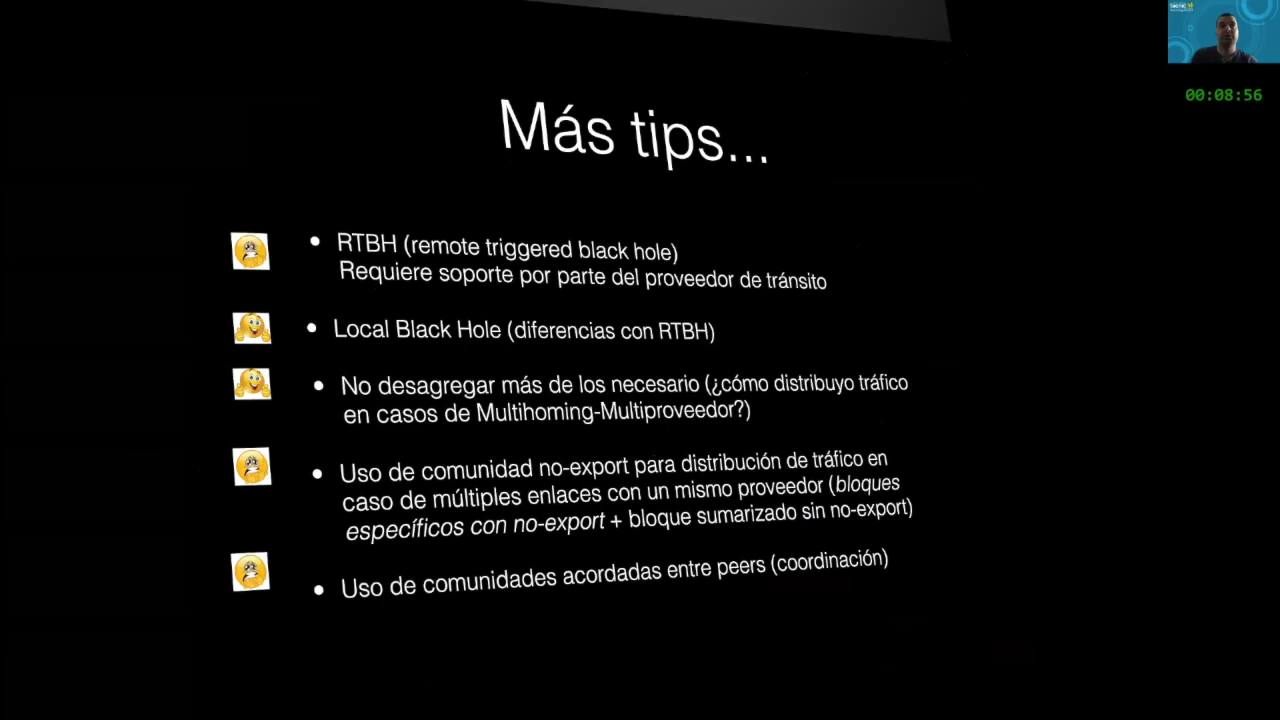 00:08:56
Más tips...
• RTBH (remote triggered black hole)
Requiere soporte por parte del proveedor de tránsito
• Local Black Hole (diferencias con RTBH)
• No desagregar más de los necesario (¿cómo distribuyo tráfico
en casos de Multihoming-Multiproveedor?)
• Uso de comunidad no-export para distribución de tráfico en
caso de múltiples enlaces con un mismo proveedor (bloques
específicos con no-export + bloque sumarizado sin no-export)
• Uso de comunidades acordadas entre peers (coordinación)